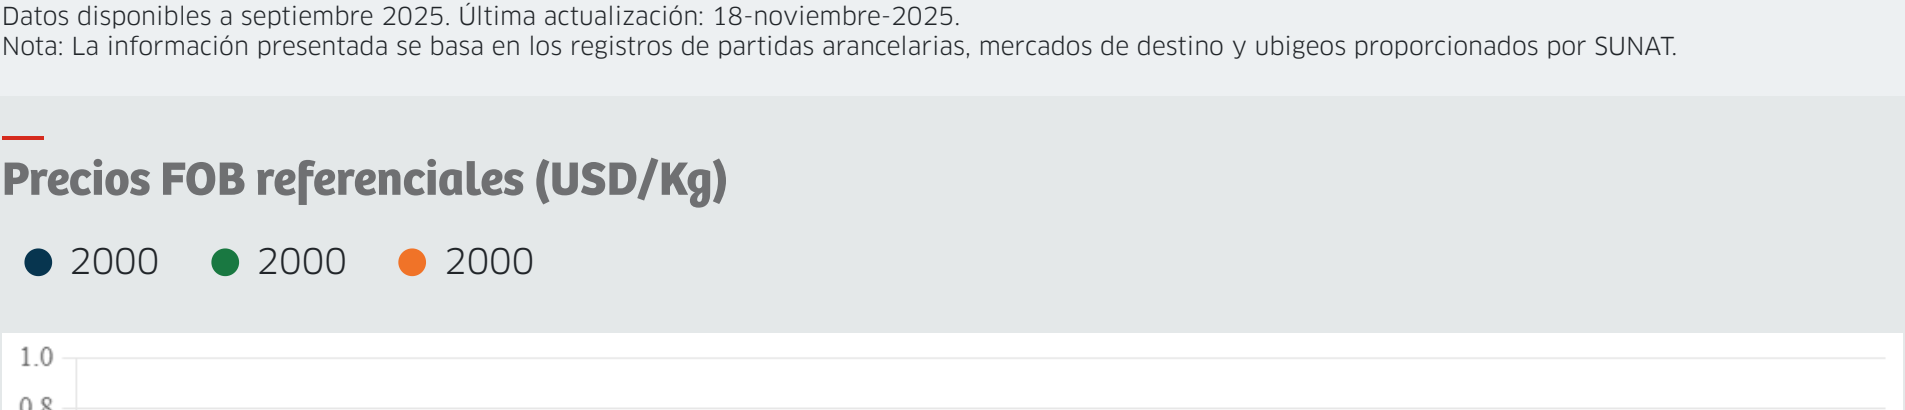 Datos disponibles a septiembre 2025. Última actualización: 18-noviembre-2025.
Nota: La información presentada se basa en los registros de partidas arancelarias, mercados de destino y ubigeos proporcionados por SUNAT.
Precios FOB referenciales (USD/Kg)
2000 2000 2000
1.0
0.8